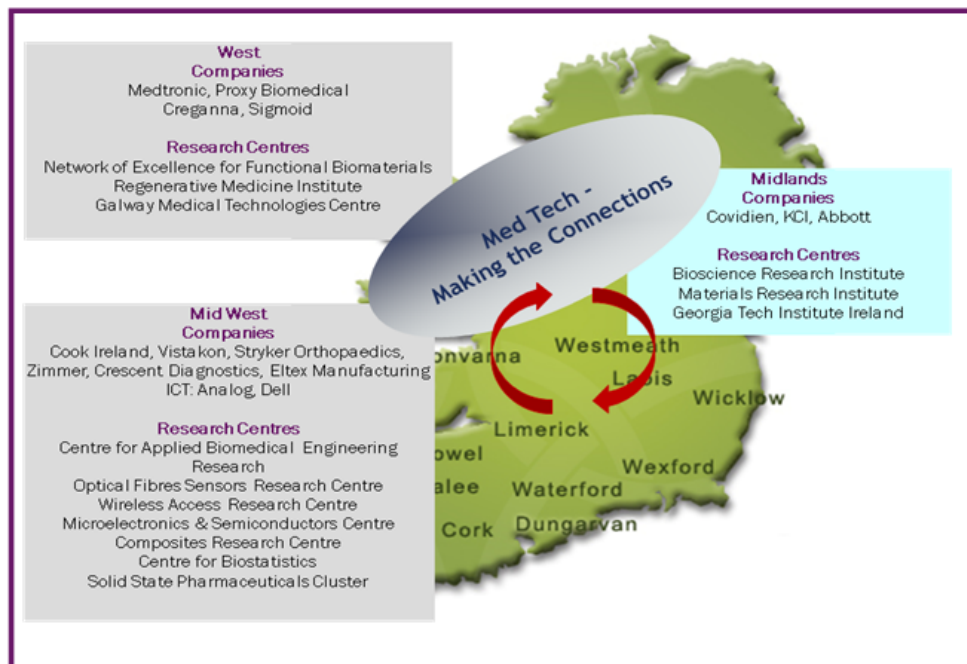 West
Companies
Medtronic, Proxy Biomedical
Creganna, Sigmoid
Research Centres
Network of Excellence for Functional Biomaterials
Regenerative Medicine Institute
Galway Medical Technologies Centre
Med Tech -
Making the Connections
Midlands
Companies
Covidien, KCI, Abbott
Research Centres
Bioscience Research Institute
Materials Research Institute
Georgia Tech Institute Ireland
Mid West
Companies
Cook Ireland, Vistakon, Stryker Orthopaedics,
Zimmer, Crescent Diagnostics, Eltex Manufacturing
ICT: Analog, Dell
Research Centres
Centre for Applied Biomedical Engineering
Research
Optical Fibres Sensors Research Centre
Wireless Access Research Centre
Microelectronics & Semiconductors Centre
Composites Research Centre
Centre for Biostatistics
Solid State Pharmaceuticals Cluster
onvarna
Westmeath
Laois
Wicklow
Limerick
owel
Wexford
alee
Waterford
Cork
Dungarvan